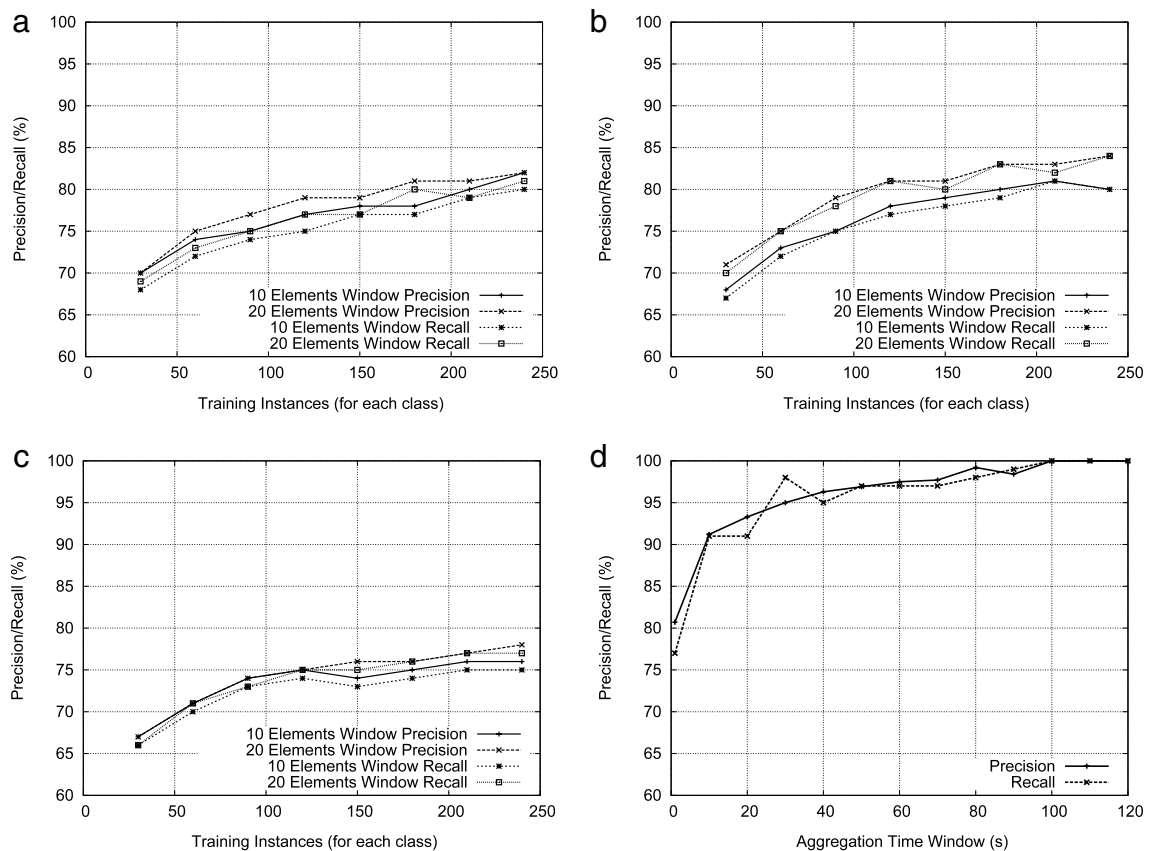 a
100
95
90
85
80
75
70
65
60
Precision/Recall (%)
10 Elements Window Precision
20 Elements Window Precision
10 Elements Window Recall
20 Elements Window Recall
0 50 100 150 200 250
Training Instances (for each class)
b
100
95
90
85
80
75
70
65
60
Precision/Recall (%)
10 Elements Window Precision
20 Elements Window Precision
10 Elements Window Recall
20 Elements Window Recall
0 50 100 150 200 250
Training Instances (for each class)
c
100
95
90
85
80
75
70
65
60
Precision/Recall (%)
10 Elements Window Precision
20 Elements Window Precision
10 Elements Window Recall
20 Elements Window Recall
0 50 100 150 200 250
Training Instances (for each class)
d
100
95
90
85
80
75
70
65
60
Precision/Recall (%)
Precision
Recall
0 20 40 60 80 100 120
Aggregation Time Window (s)